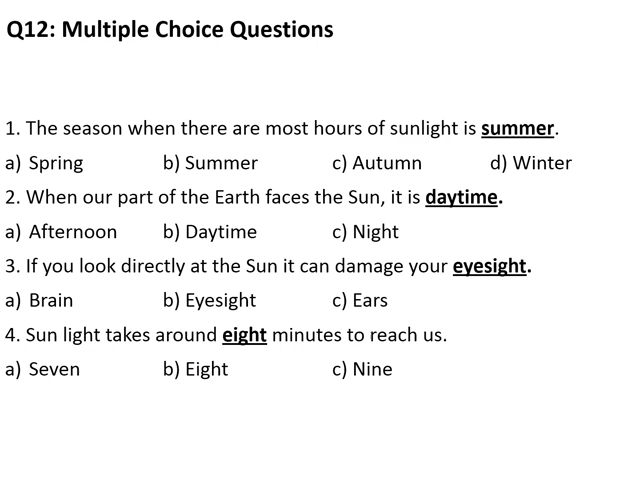 Q12: Multiple Choice Questions
1. The season when there are most hours of sunlight is summer.
a) Spring b) Summer c) Autumn d) Winter
2. When our part of the Earth faces the Sun, it is daytime.
a) Afternoon b) Daytime c) Night
3. If you look directly at the Sun it can damage your eyesight.
a) Brain b) Eyesight c) Ears
4. Sun light takes around eight minutes to reach us.
a) Seven b) Eight c) Nine